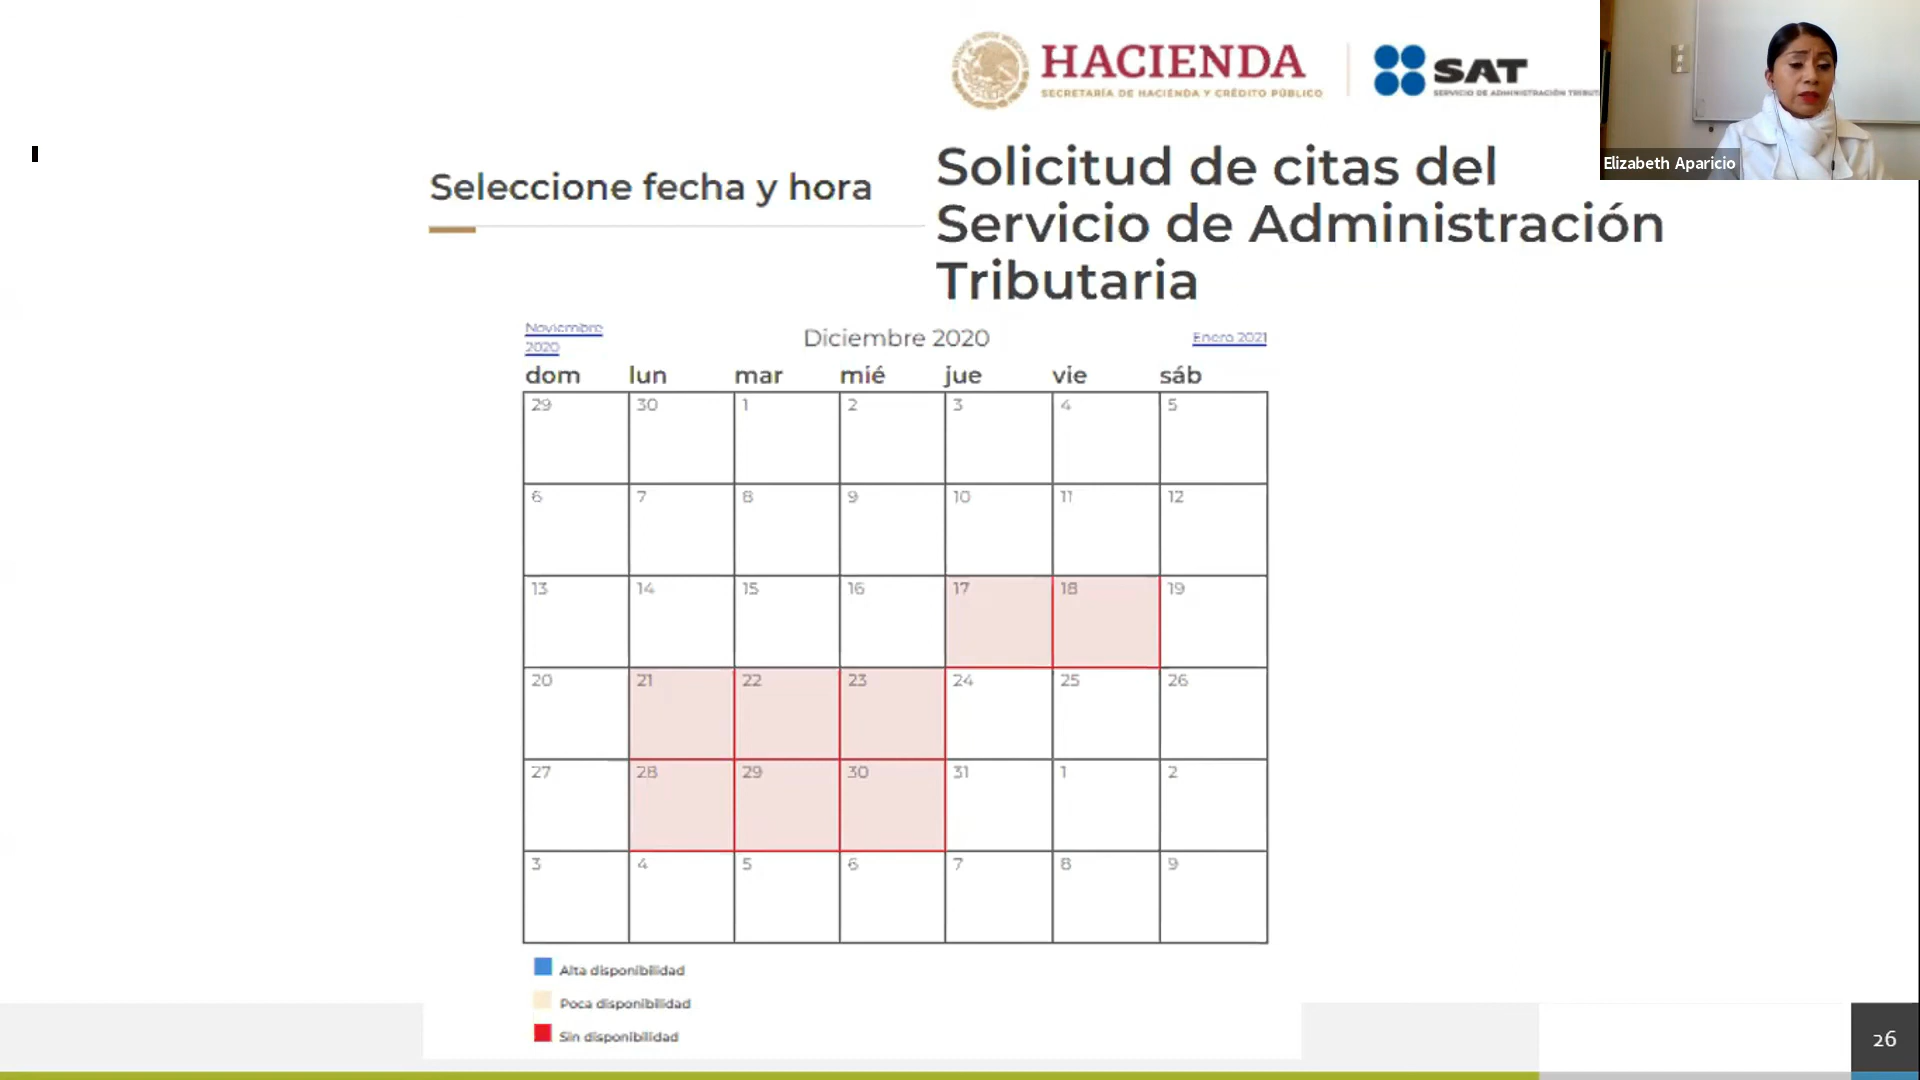 HACIENDA
SECRETARÍA DE HACIENDA Y CRÉDITO PÚBLICO
SAT
SERVICIO DE ADMINISTRACIÓN
Elizabeth Aparicio
Seleccione fecha y hora
Solicitud de citas del
Servicio de Administración
Tributaria
Noviembre
2020
Diciembre 2020
Enero 2021
dom lun mar mié jue vie sáb
29 30 1 2 3 4 5
6 7 8 9 10 11 12
13 14 15 16 17 18 19
20 21 22 23 24 25 26
27 28 29 30 31 1 2
3 4 5 6 7 8 9
Alta disponibilidad
Poca disponibilidad
Sin disponibilidad
26